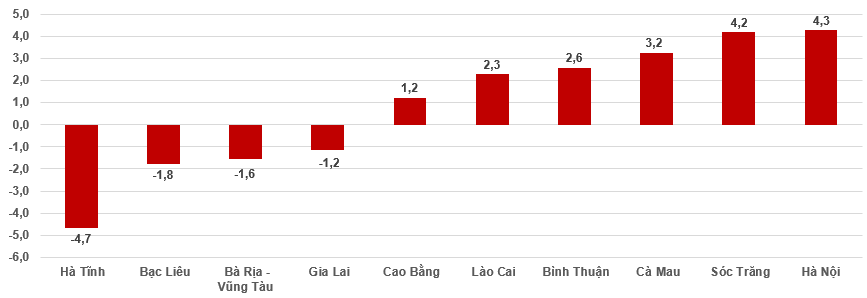 5,0
4,0
3,0
2,0
1,0
0,0
-1,0
-2,0
-3,0
-4,0
-5,0
-6,0
-4,7
-1,8
-1,6
-1,2
1,2
2,3
2,6
3,2
4,2
4,3
Hà Tĩnh
Bạc Liêu
Bà Rịa -
Vũng Tàu
Gia Lai
Cao Bằng
Lào Cai
Bình Thuận
Cà Mau
Sóc Trăng
Hà Nội